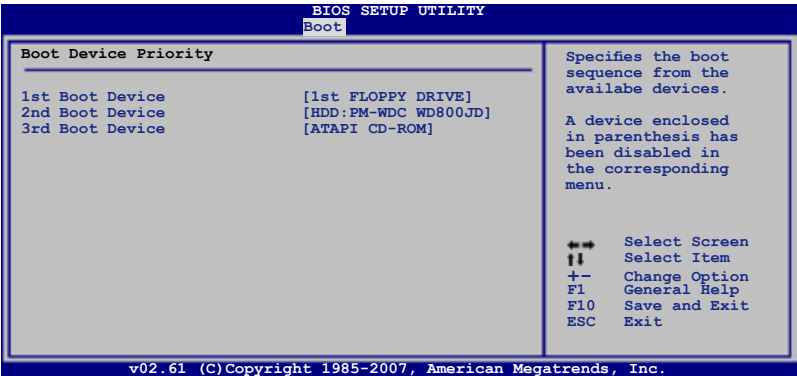 BIOS SETUP UTILITY
Boot
Boot Device Priority
1st Boot Device [1st FLOPPY DRIVE]
2nd Boot Device [HDD:PM-WDC WD800JD]
3rd Boot Device [ATAPI CD-ROM]
Specifies the boot
sequence from the
availabe devices.
A device enclosed
in parenthesis has
been disabled in
the corresponding
menu.
←→ Select Screen
↑↓ Select Item
+- Change Option
F1 General Help
F10 Save and Exit
ESC Exit
v02.61 (C)Copyright 1985-2007, American Megatrends, Inc.